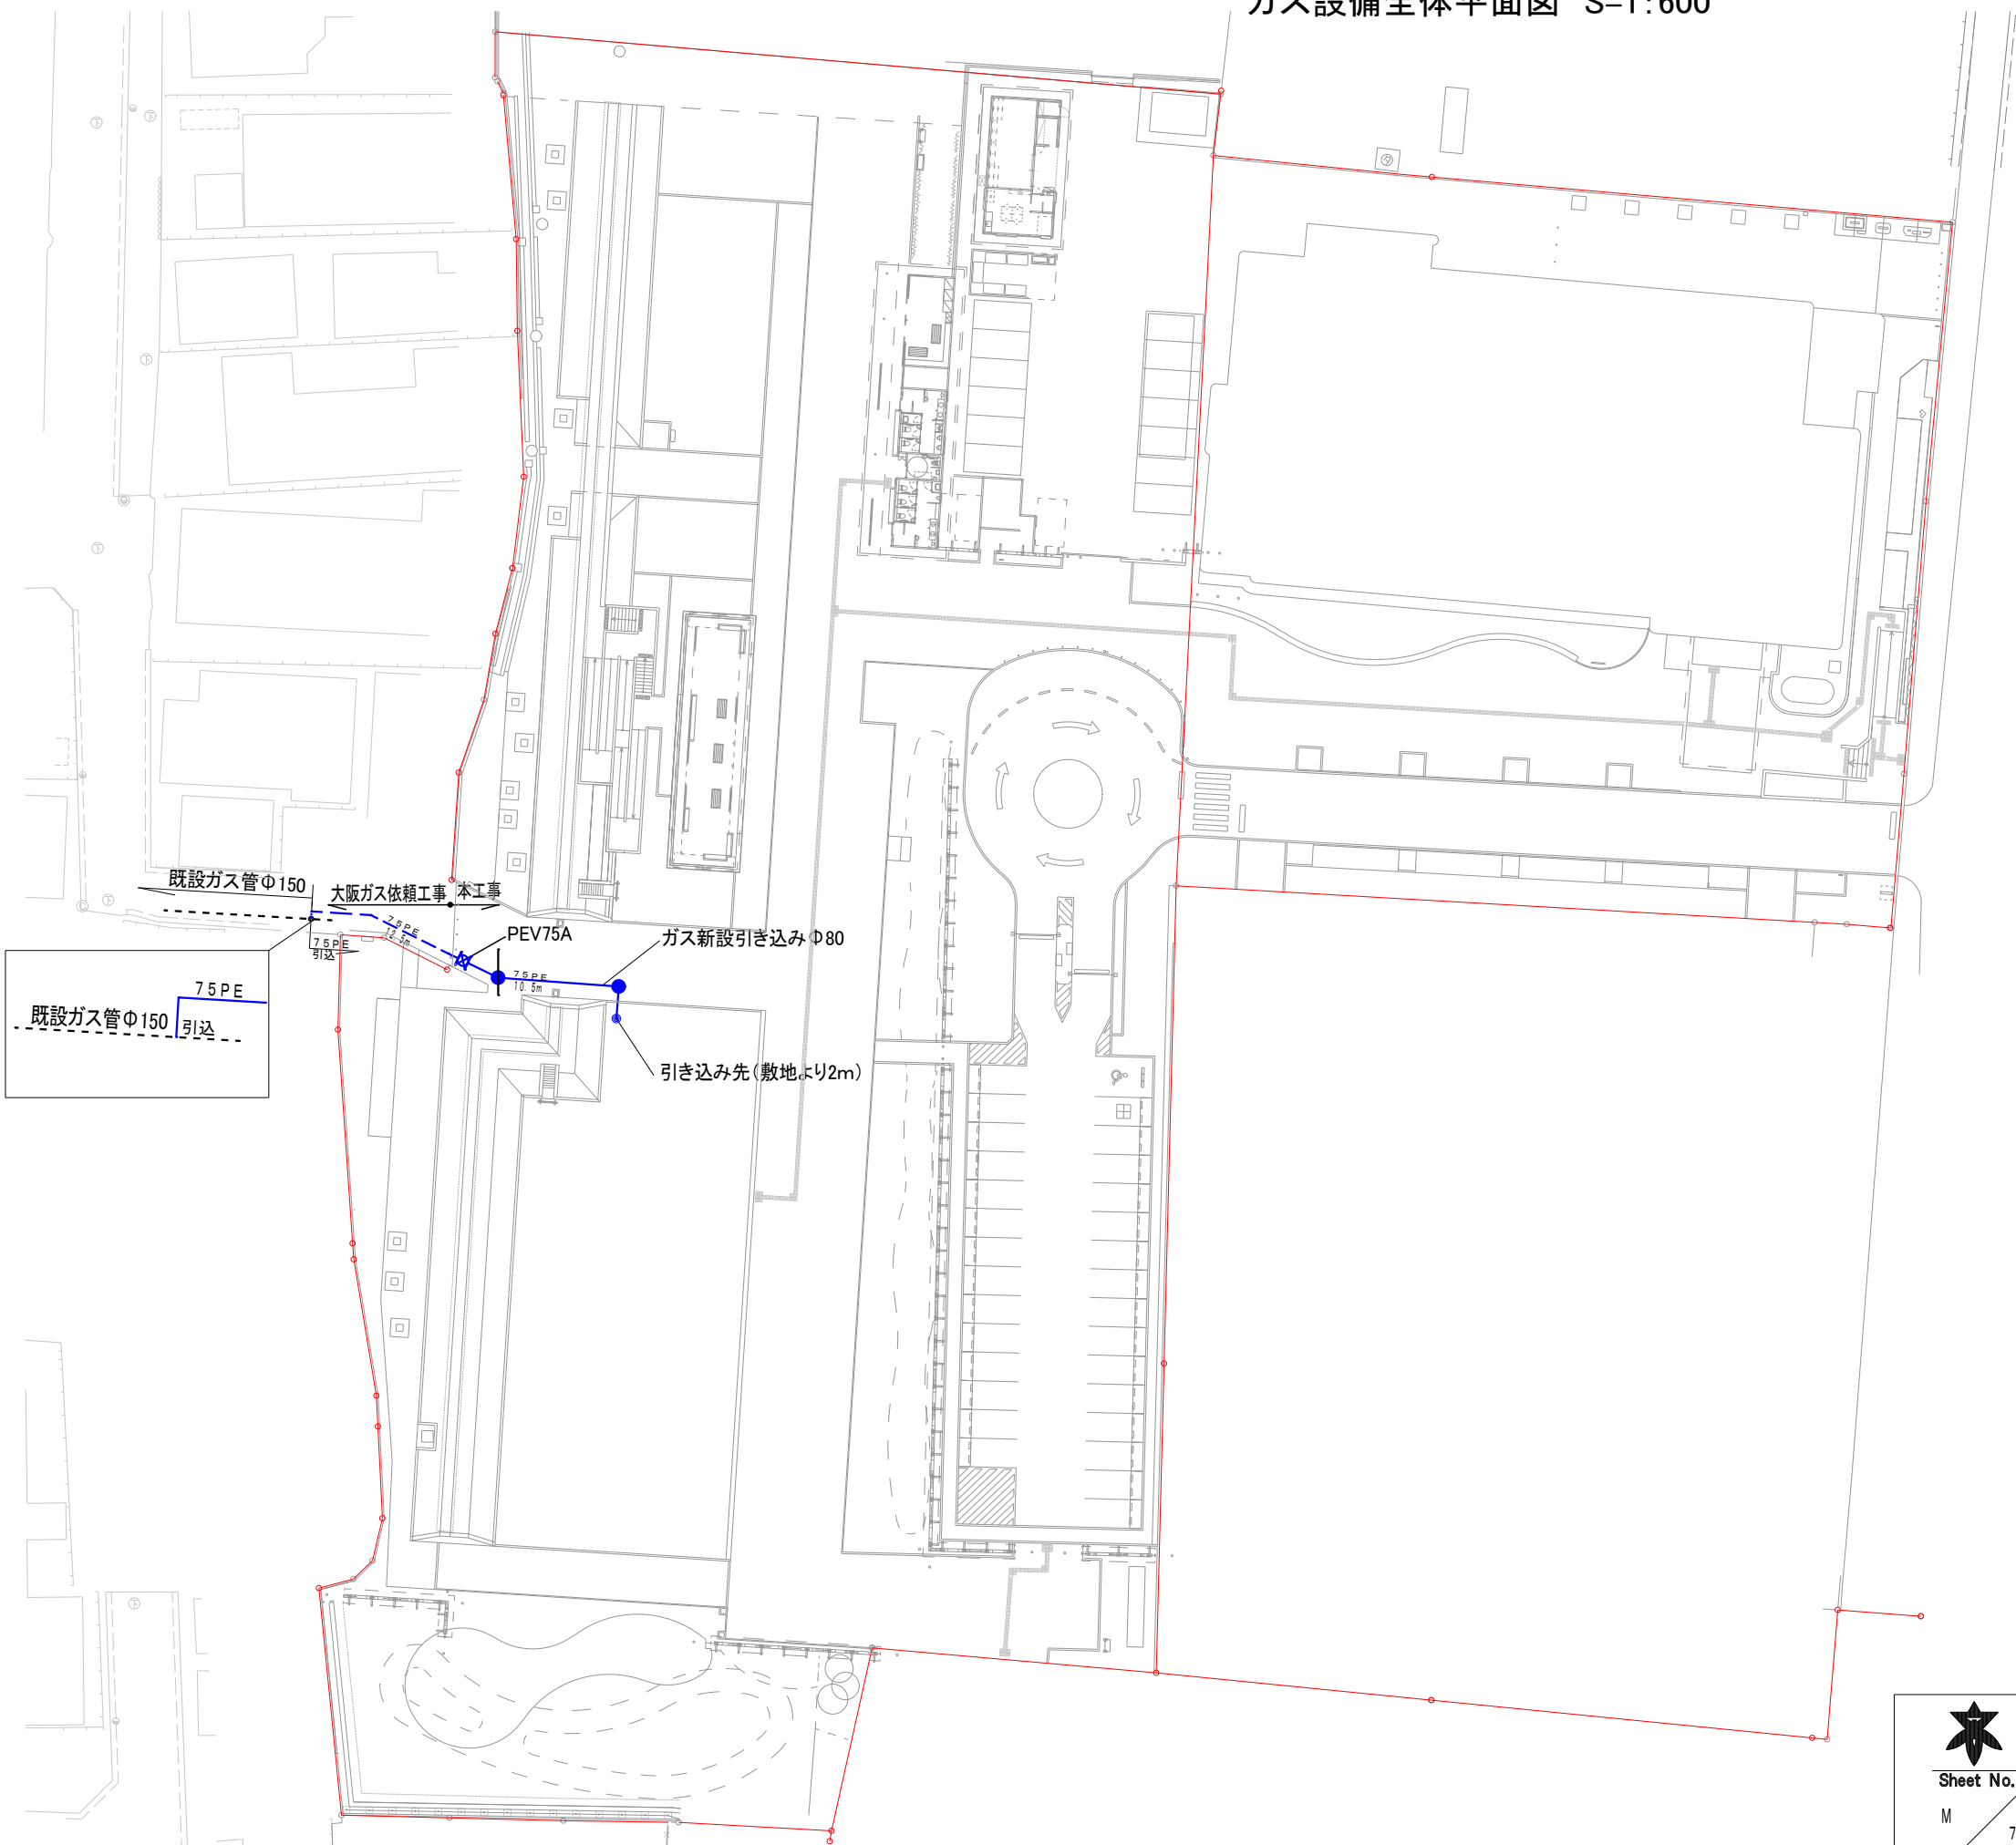 ガス設備全体平面図 S=1:600
既設ガス管Φ150
大阪ガス依頼工事
本工事
75PE
12.5m
75PE
引込
PEV75A
ガス新設引き込みΦ80
75PE
10.5m
75PE
既設ガス管Φ150
引込
引き込み先(敷地より2m)
Sheet No.
M
7